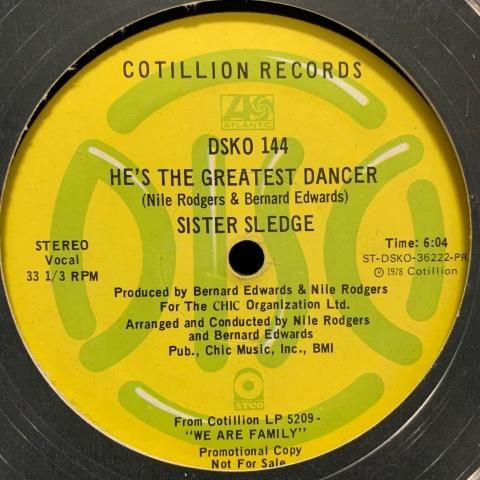 COTILLION RECORDS
ATLANTIC
DSKO 144
HE'S THE GREATEST DANCER
(Nile Rodgers & Bernard Edwards)
SISTER SLEDGE
STEREO
Vocal
33 1/3 RPM
Time: 6:04
ST-DSKO-36222-PR
© 1978 Cotillion
Produced by Bernard Edwards & Nile Rodgers
For The CHIC Organization Ltd.
Arranged and Conducted by Nile Rodgers
and Bernard Edwards
Pub., Chic Music, Inc., BMI
ATCO
From Cotillion LP 5209-
"WE ARE FAMILY"
Promotional Copy
Not For Sale